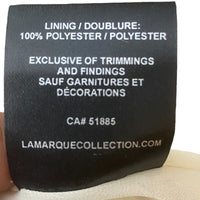 LINING / DOUBLURE:
100% POLYESTER / POLYESTER
EXCLUSIVE OF TRIMMINGS
AND FINDINGS
SAUF GARNITURES ET
DÉCORATIONS
CA# 51885
LAMARQUECOLLECTION.COM